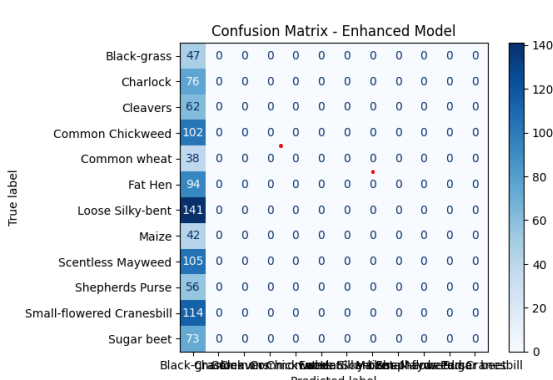 Confusion Matrix - Enhanced Model
Black-grass 47 0 0 0 0 0 0 0 0 0 0 0
Charlock 76 0 0 0 0 0 0 0 0 0 0 0
Cleavers 62 0 0 0 0 0 0 0 0 0 0 0
Common Chickweed 102 0 0 0 0 0 0 0 0 0 0 0
Common wheat 38 0 0 0 0 0 0 0 0 0 0 0
Fat Hen 94 0 0 0 0 0 0 0 0 0 0 0
Loose Silky-bent 141 0 0 0 0 0 0 0 0 0 0 0
Maize 42 0 0 0 0 0 0 0 0 0 0 0
Scentless Mayweed 105 0 0 0 0 0 0 0 0 0 0 0
Shepherds Purse 56 0 0 0 0 0 0 0 0 0 0 0
Small-flowered Cranesbill 114 0 0 0 0 0 0 0 0 0 0 0
Sugar beet 73 0 0 0 0 0 0 0 0 0 0 0
True label
Predicted label
140
120
100
80
60
40
20
0